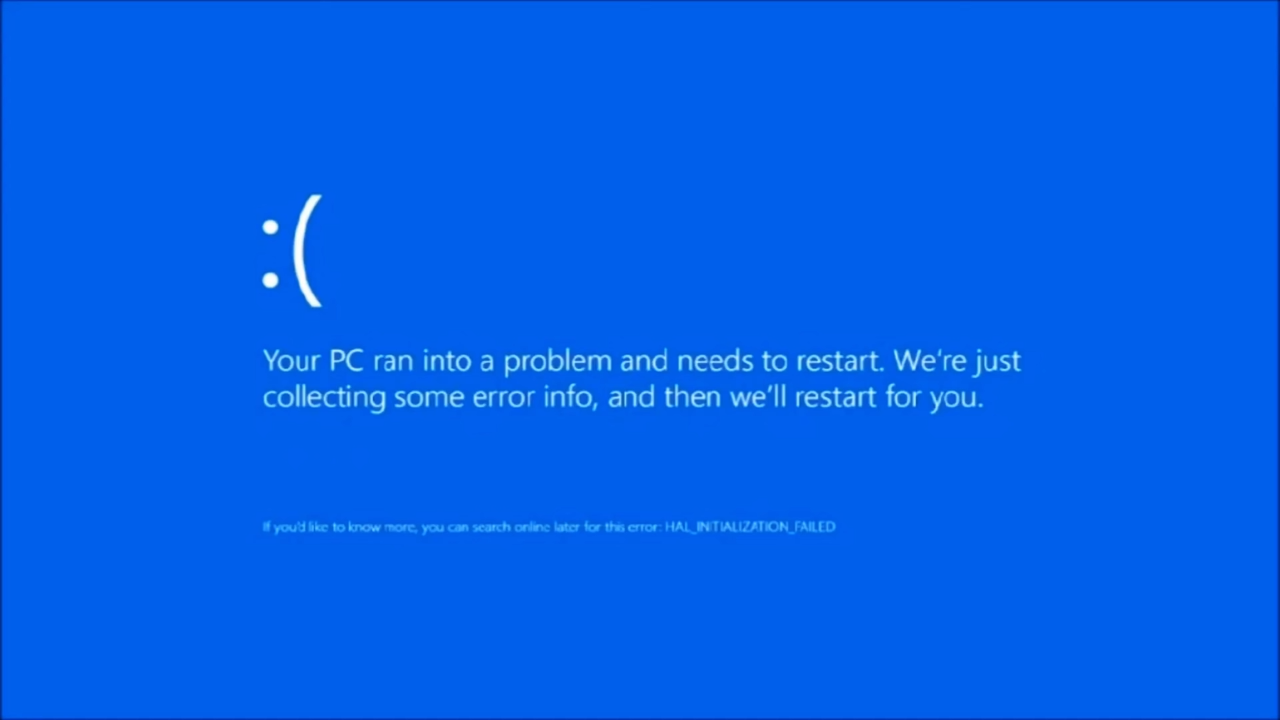 :(
Your PC ran into a problem and needs to restart. We're just
collecting some error info, and then we'll restart for you.
If you'd like to know more, you can search online later for this error: HAL_INITIALIZATION_FAILED